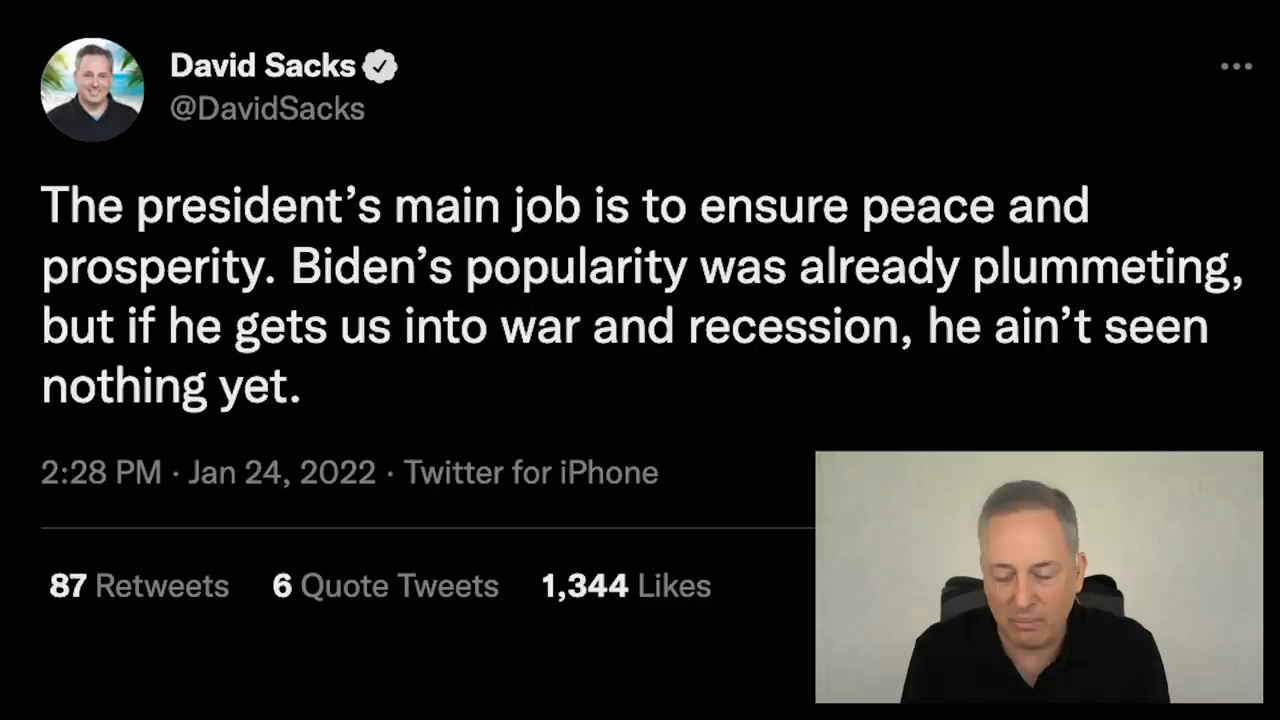 David Sacks
@DavidSacks
The president’s main job is to ensure peace and
prosperity. Biden’s popularity was already plummeting,
but if he gets us into war and recession, he ain’t seen
nothing yet.
2:28 PM · Jan 24, 2022 · Twitter for iPhone
87 Retweets 6 Quote Tweets 1,344 Likes